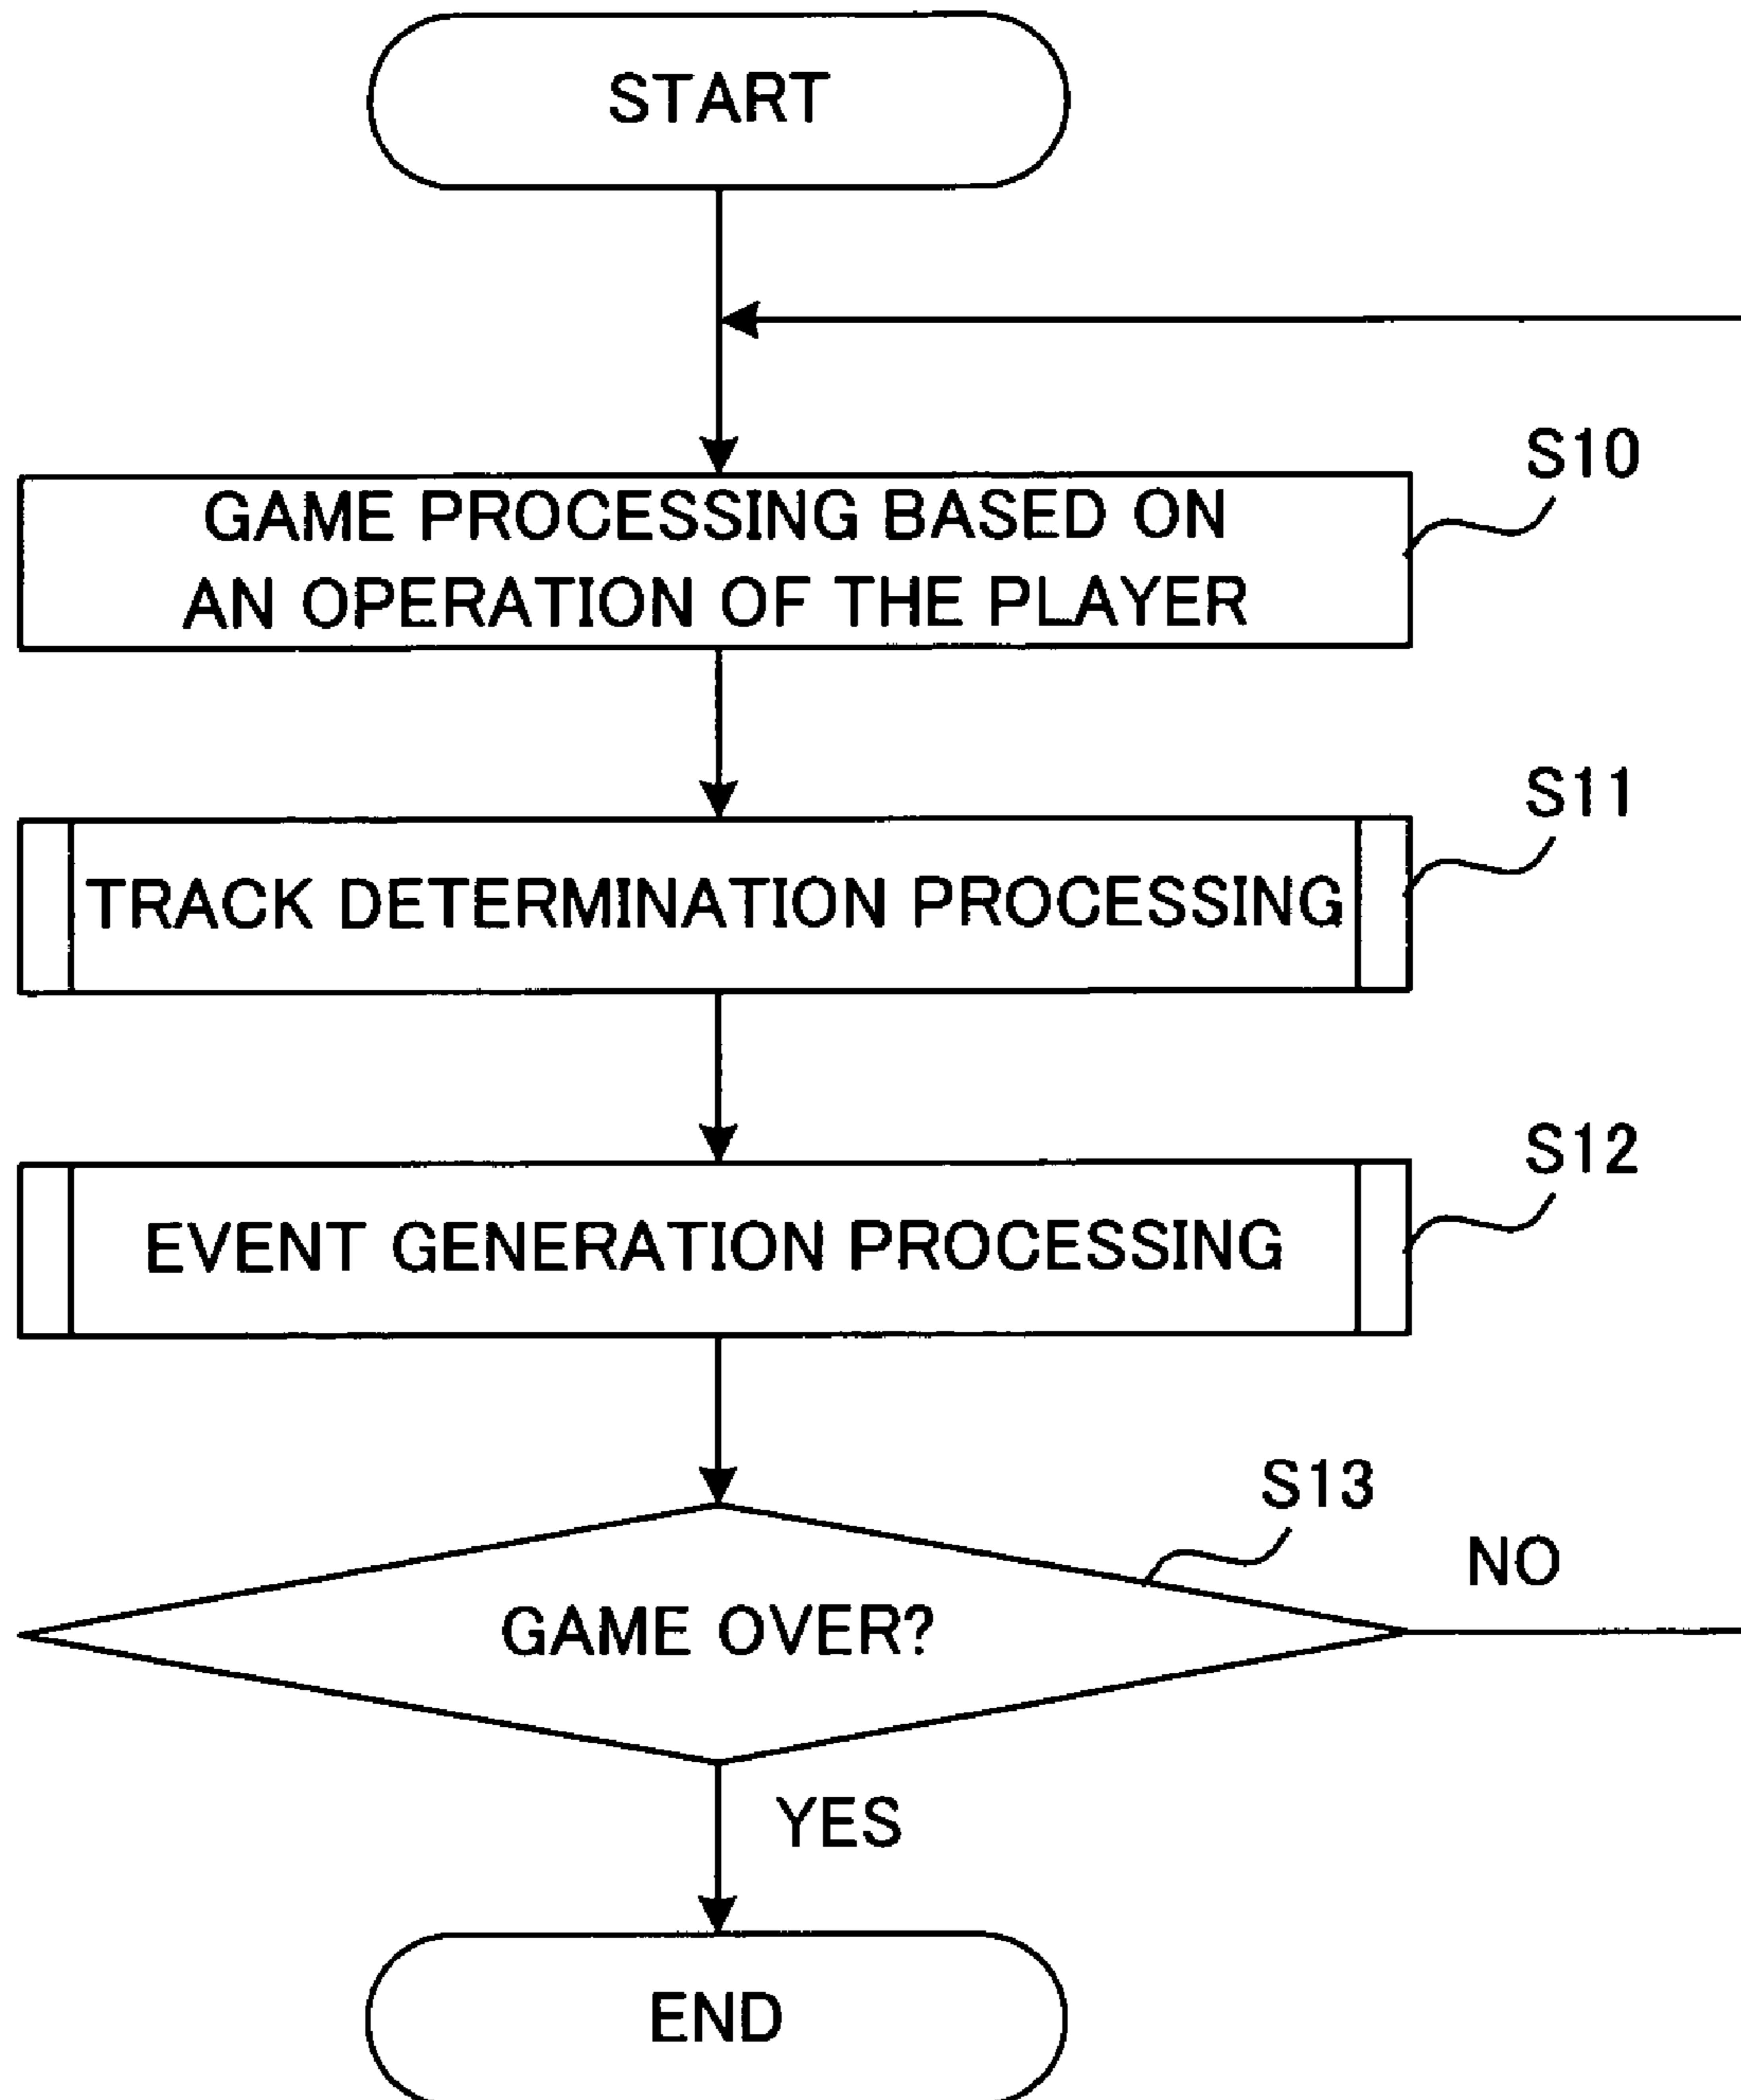 START
S10
GAME PROCESSING BASED ON
AN OPERATION OF THE PLAYER
S11
TRACK DETERMINATION PROCESSING
S12
EVENT GENERATION PROCESSING
S13
GAME OVER?
NO
YES
END